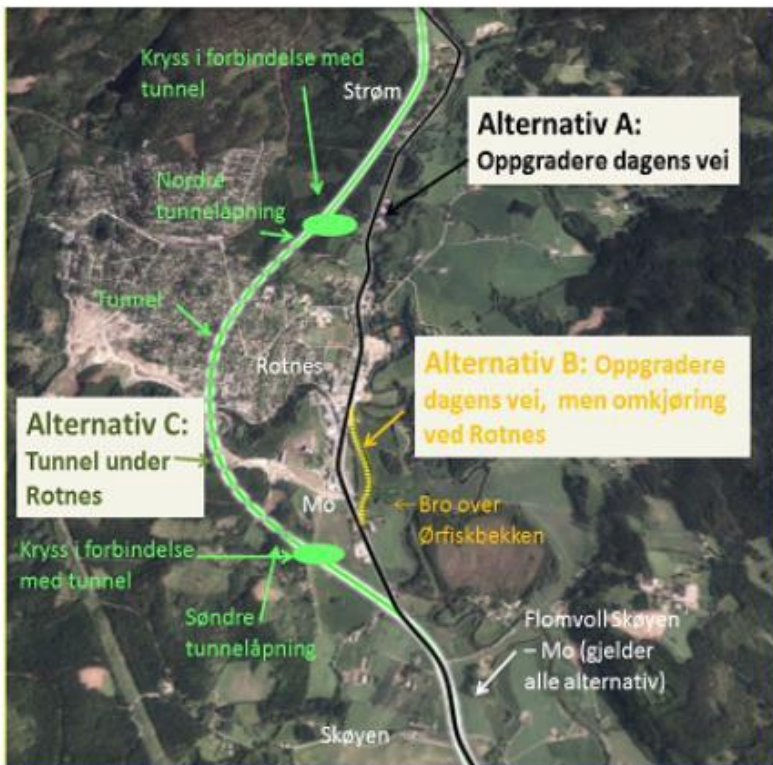 Kryss i forbindelse med
tunnel
Strøm
Alternativ A:
Oppgradere dagens vei
Nordre
tunnelåpning
Tunnel
Rotnes
Alternativ B: Oppgradere
dagens vei, men omkjøring
ved Rotnes
Alternativ C:
Tunnel under
Rotnes
Mo
Bro over
Ørfiskbekken
Kryss i forbindelse
med tunnel
Søndre
tunnelåpning
Flomvoll Skøyen
– Mo (gjelder
alle alternativ)
Skøyen